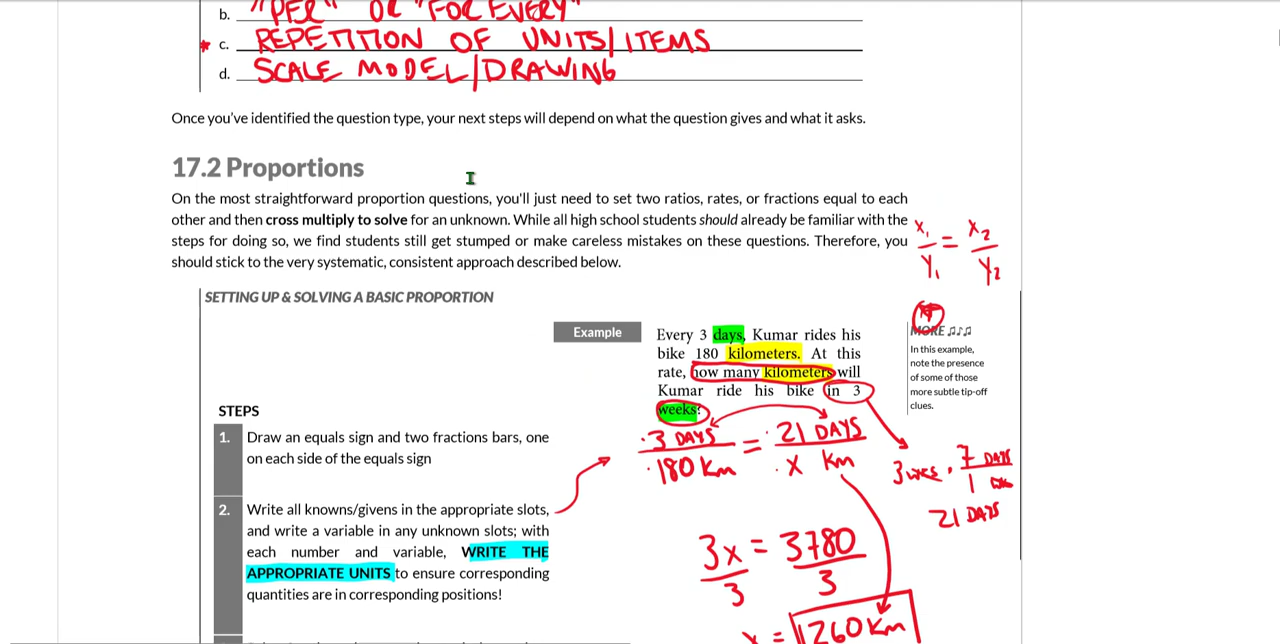 b. "PER" OR "FOR EVERY"
c. REPETITION OF UNITS/ITEMS
d. SCALE MODEL/DRAWING
Once you've identified the question type, your next steps will depend on what the question gives and what it asks.
17.2 Proportions
On the most straightforward proportion questions, you'll just need to set two ratios, rates, or fractions equal to each
other and then cross multiply to solve for an unknown. While all high school students should already be familiar with the
steps for doing so, we find students still get stumped or make careless mistakes on these questions. Therefore, you
should stick to the very systematic, consistent approach described below.
X₁ = X₂
Y₁ Y₂
SETTING UP & SOLVING A BASIC PROPORTION
Example
Every 3 days, Kumar rides his
bike 180 kilometers. At this
rate, how many kilometers will
Kumar ride his bike in 3
weeks?
MORE ♫♪♫
In this example,
note the presence
of some of those
more subtle tip-off
clues.
STEPS
1. Draw an equals sign and two fractions bars, one
on each side of the equals sign
2. Write all knowns/givens in the appropriate slots,
and write a variable in any unknown slots; with
each number and variable, WRITE THE
APPROPRIATE UNITS to ensure corresponding
quantities are in corresponding positions!
3 DAYS = 21 DAYS
180 Km X Km
3 WKS · 7 DAYS
1 WK
21 DAYS
3x = 3780
3 3
x = 1260 Km